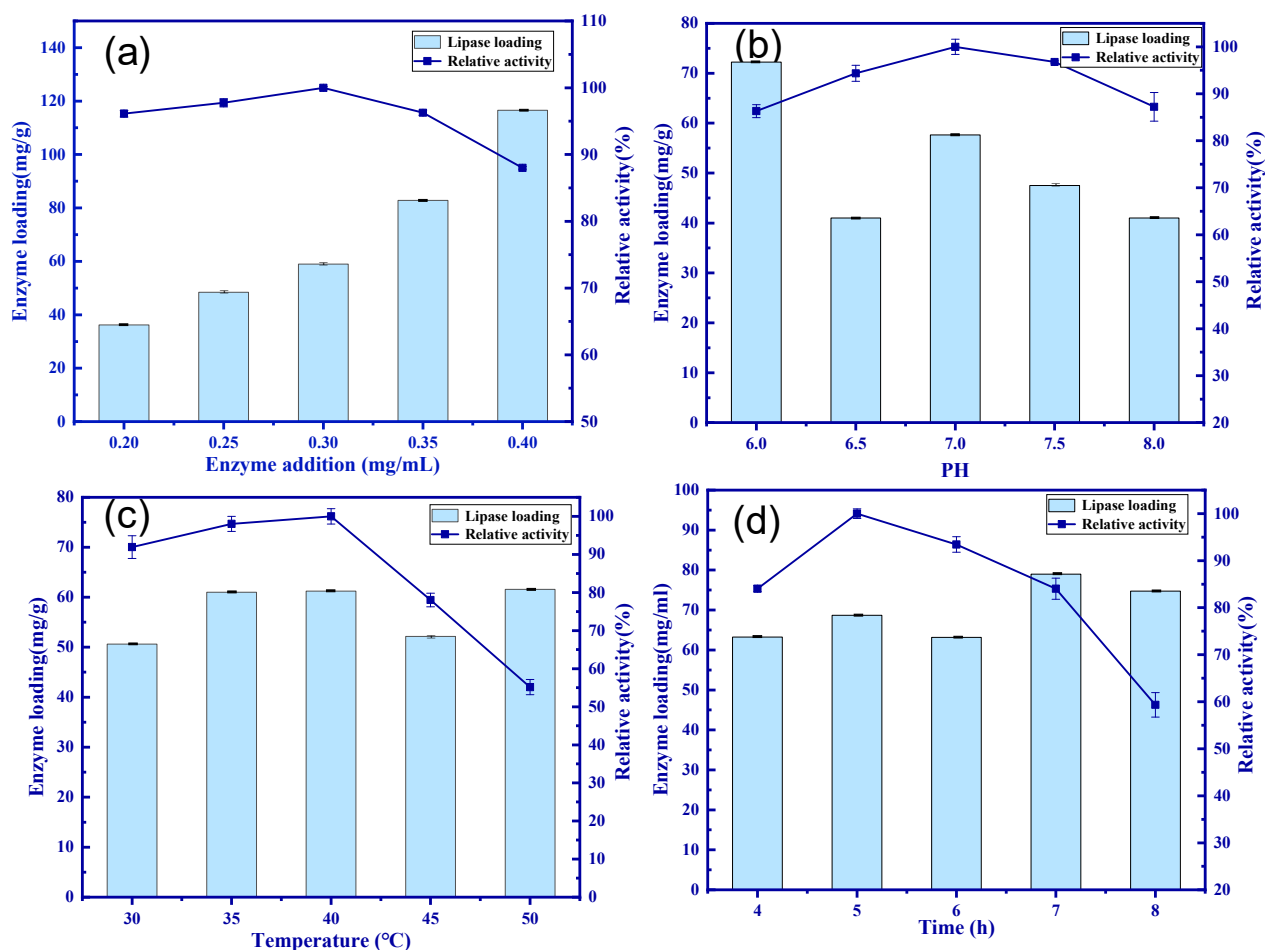 (a)
Lipase loading
Relative activity
Enzyme loading(mg/g)
0
20
40
60
80
100
120
140
160
0.20 0.25 0.30 0.35 0.40
Enzyme addition (mg/mL)
50
60
70
80
90
100
110
Relative activity(%)
(b)
Lipase loading
Relative activity
Enzyme loading(mg/g)
0
10
20
30
40
50
60
70
80
6.0 6.5 7.0 7.5 8.0
PH
20
30
40
50
60
70
80
90
100
Relative activity(%)
(c)
Lipase loading
Relative activity
Enzyme loading(mg/g)
0
10
20
30
40
50
60
70
80
30 35 40 45 50
Temperature (°C)
0
10
20
30
40
50
60
70
80
90
100
Relative activity(%)
(d)
Lipase loading
Relative activity
Enzyme loading(mg/ml)
0
10
20
30
40
50
60
70
80
90
100
4 5 6 7 8
Time (h)
20
30
40
50
60
70
80
90
100
Relative activity(%)